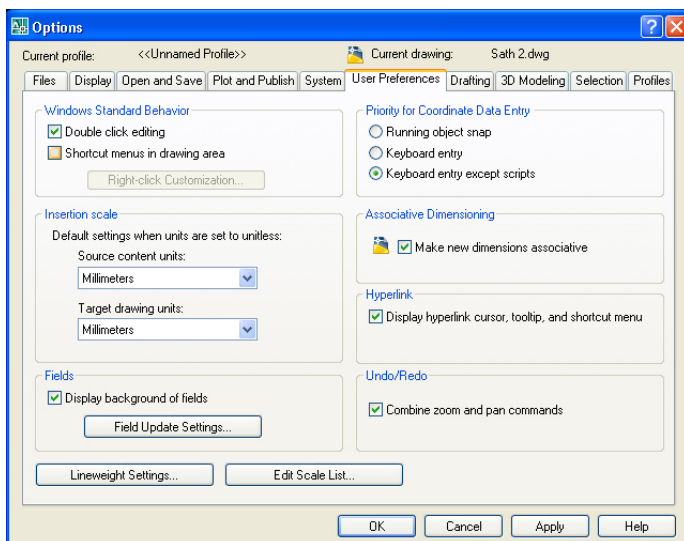 Options
Current profile: <<Unnamed Profile>> Current drawing: Sath 2.dwg
Files Display Open and Save Plot and Publish System User Preferences Drafting 3D Modeling Selection Profiles
Windows Standard Behavior
Double click editing
Shortcut menus in drawing area
Right-click Customization...
Priority for Coordinate Data Entry
Running object snap
Keyboard entry
Keyboard entry except scripts
Insertion scale
Default settings when units are set to unitless:
Source content units:
Millimeters
Target drawing units:
Millimeters
Associative Dimensioning
Make new dimensions associative
Hyperlink
Display hyperlink cursor, tooltip, and shortcut menu
Fields
Display background of fields
Field Update Settings...
Undo/Redo
Combine zoom and pan commands
Lineweight Settings... Edit Scale List...
OK Cancel Apply Help